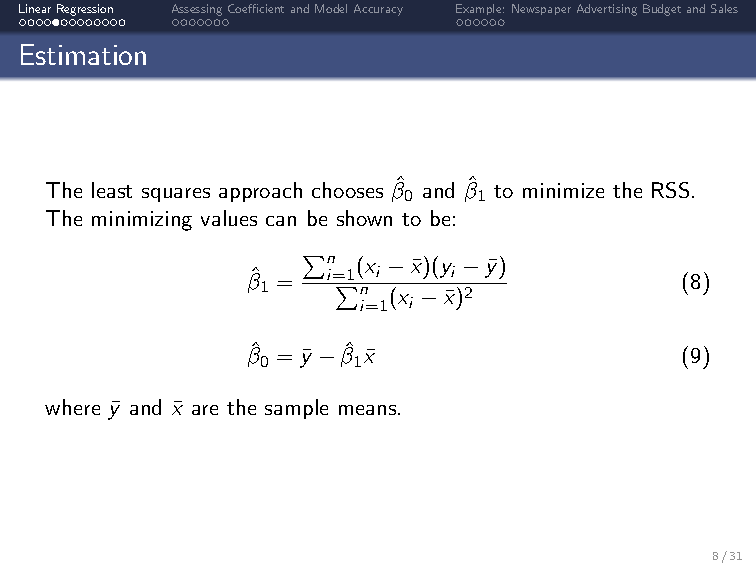 Linear Regression Assessing Coefficient and Model Accuracy Example: Newspaper Advertising Budget and Sales
Estimation
The least squares approach chooses β̂₀ and β̂₁ to minimize the RSS.
The minimizing values can be shown to be:
β̂₁ = ∑ⁿᵢ₌₁(xᵢ − x̄)(yᵢ − ȳ) / ∑ⁿᵢ₌₁(xᵢ − x̄)² (8)
β̂₀ = ȳ − β̂₁x̄ (9)
where ȳ and x̄ are the sample means.
8 / 31